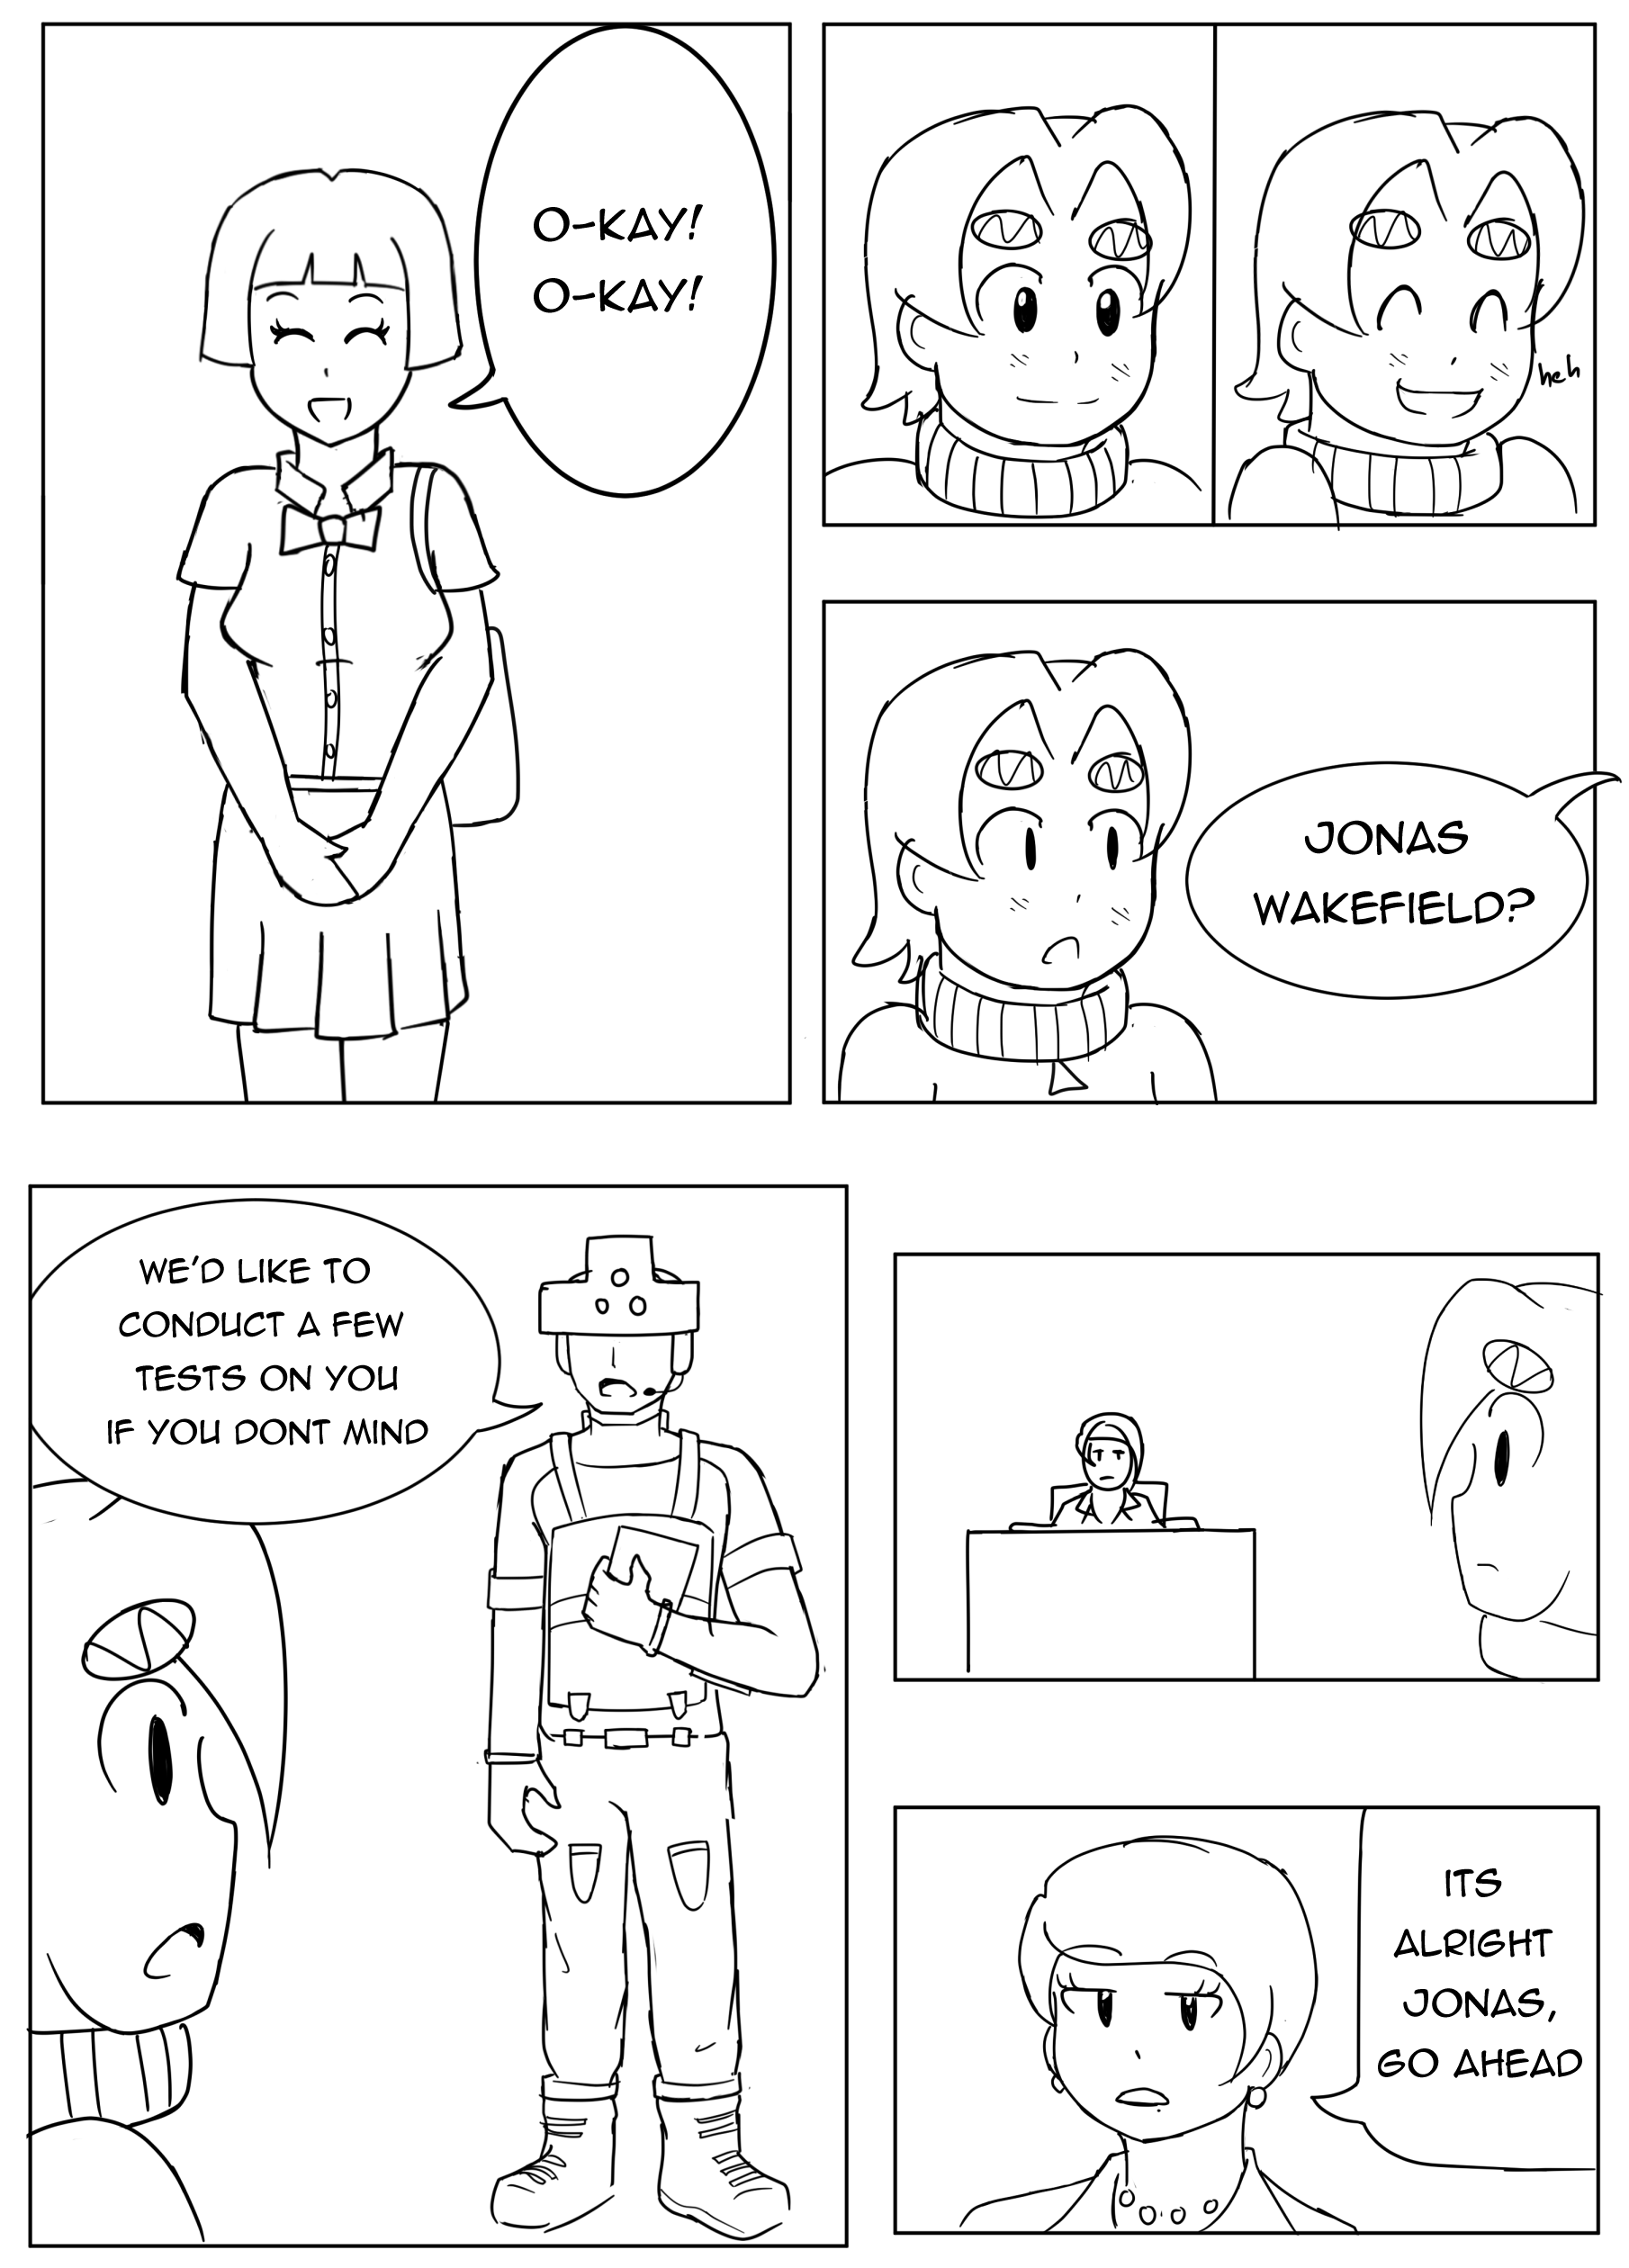 O-KAY!
O-KAY!
heh
JONAS
WAKEFIELD?
WE'D LIKE TO
CONDUCT A FEW
TESTS ON YOU
IF YOU DONT MIND
ITS
ALRIGHT
JONAS,
GO AHEAD